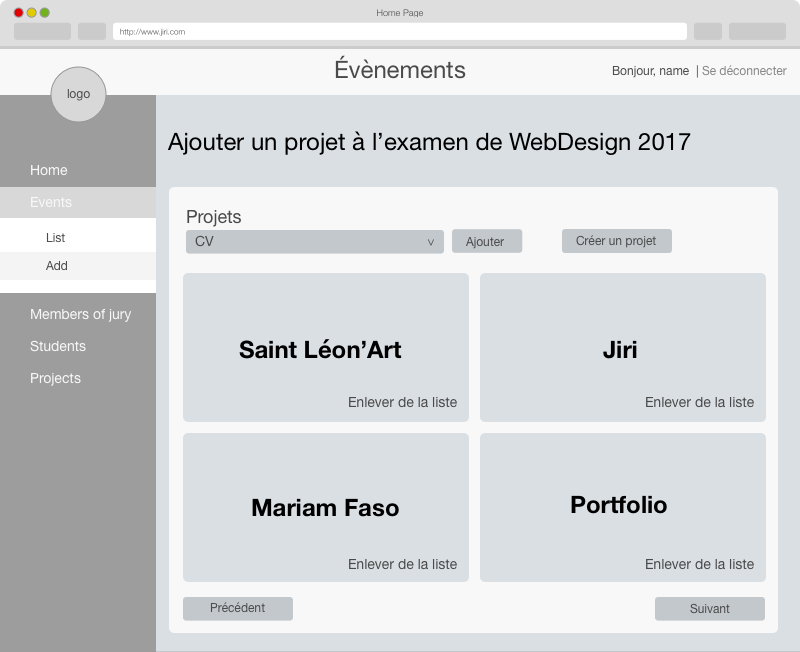 Home Page
http://www.jiri.com
logo
Évènements
Bonjour, name | Se déconnecter
Home
Events
List
Add
Members of jury
Students
Projects
Ajouter un projet à l’examen de WebDesign 2017
Projets
CV v Ajouter Créer un projet
Saint Léon’Art
Enlever de la liste
Jiri
Enlever de la liste
Mariam Faso
Enlever de la liste
Portfolio
Enlever de la liste
Précédent Suivant